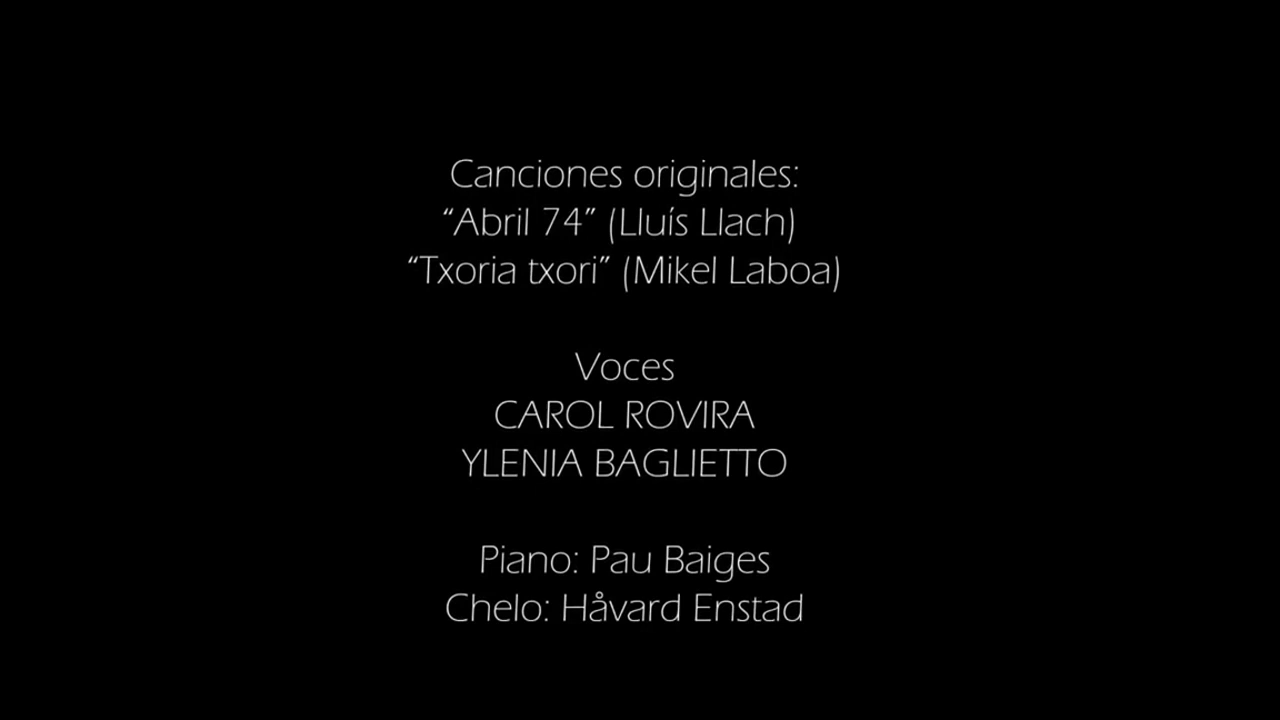 Canciones originales:
“Abril 74” (Lluís Llach)
“Txoria txori” (Mikel Laboa)
Voces
CAROL ROVIRA
YLENIA BAGLIETTO
Piano: Pau Baiges
Chelo: Håvard Enstad